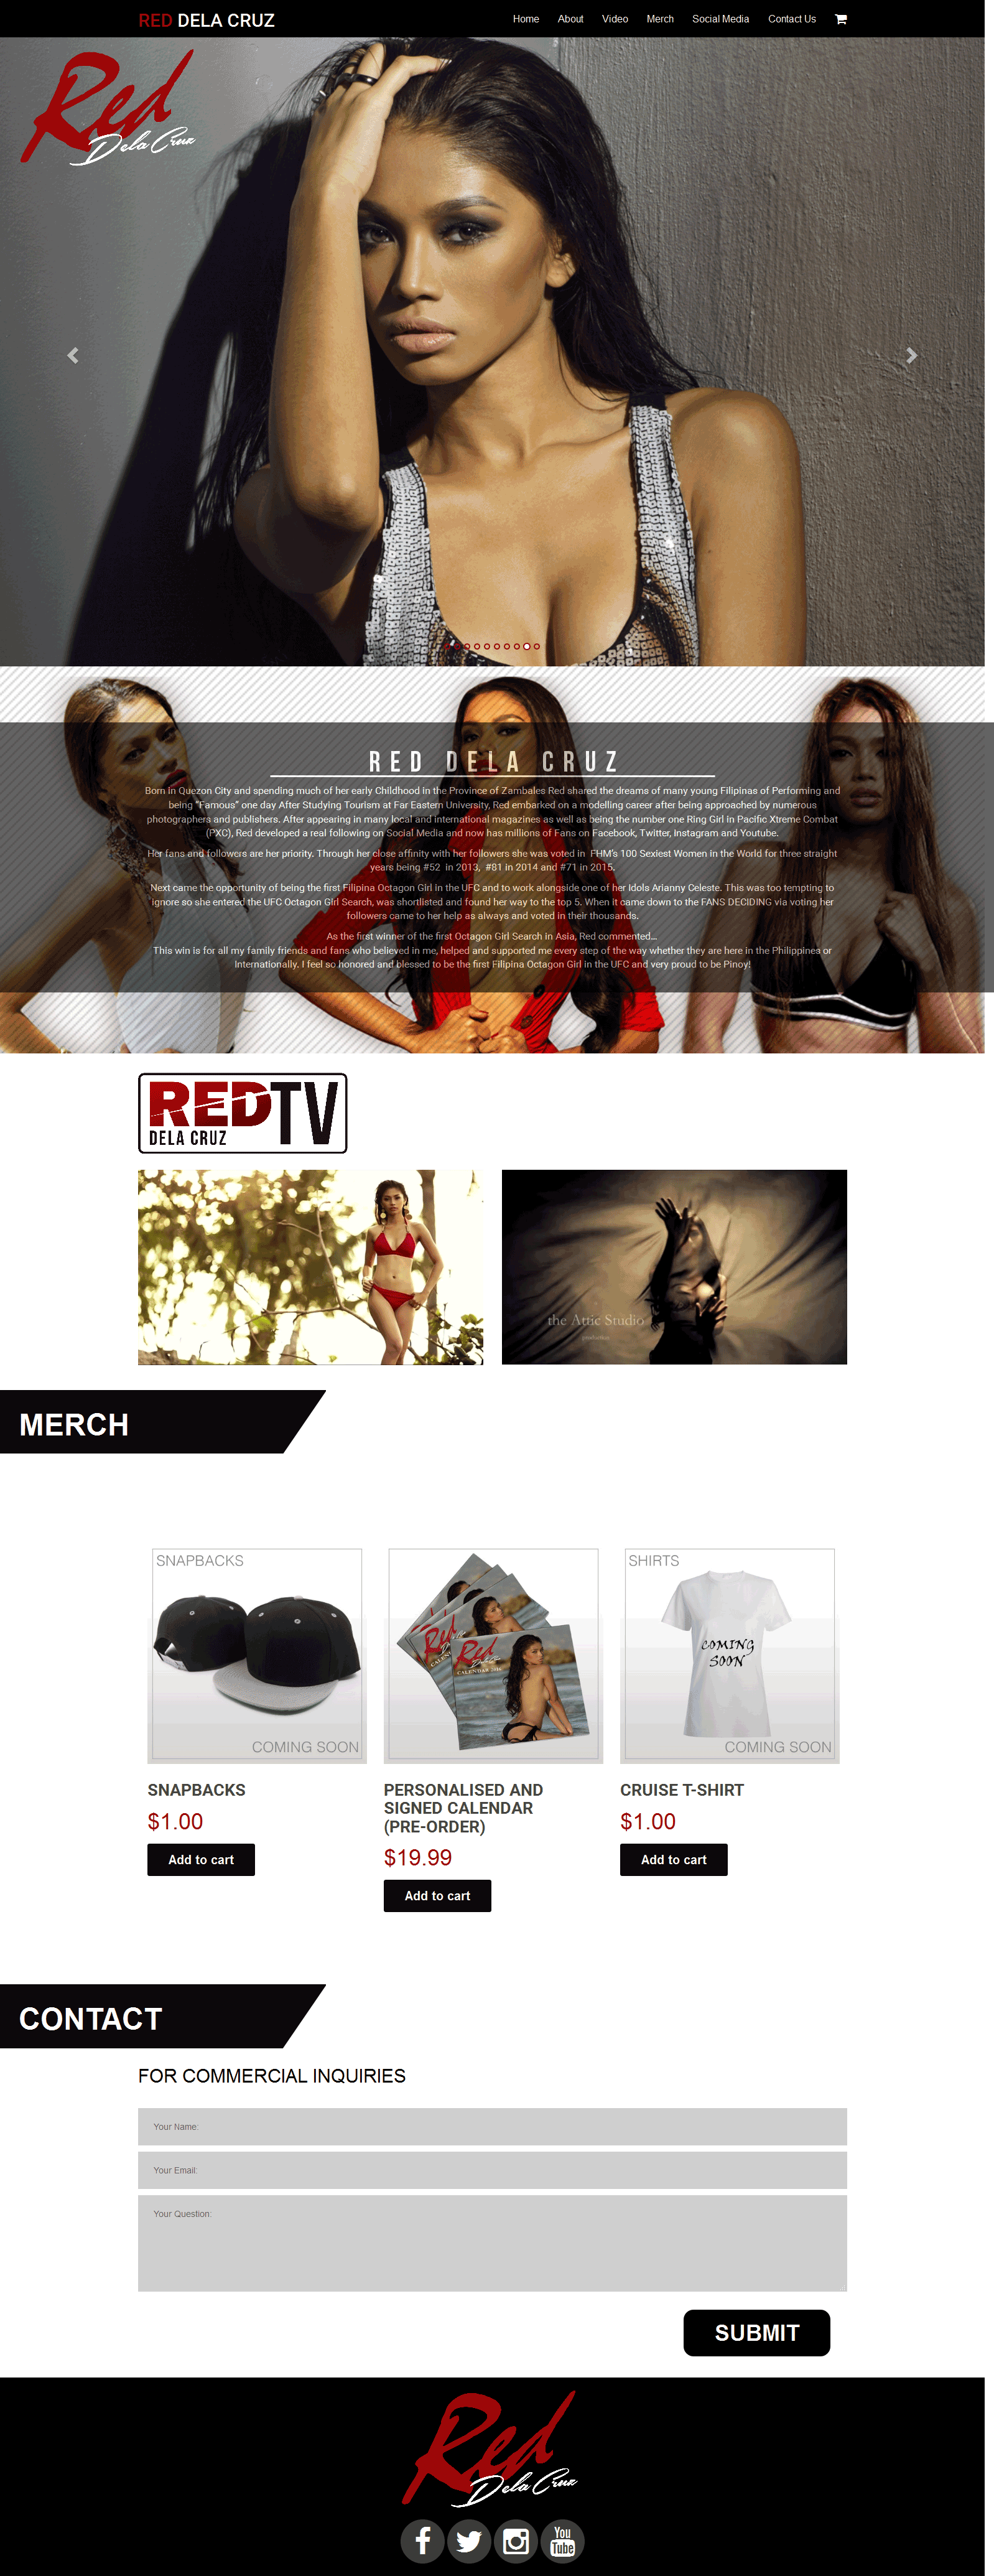 RED DELA CRUZ
Home About Video Merch Social Media Contact Us
Red
Dela Cruz
RED DELA CRUZ
Born in Quezon City and spending much of her early Childhood in the Province of Zambales Red shared the dreams of many young Filipinas of Performing and
being “Famous” one day After Studying Tourism at Far Eastern University, Red embarked on a modelling career after being approached by numerous
photographers and publishers. After appearing in many local and international magazines as well as being the number one Ring Girl in Pacific Xtreme Combat
(PXC), Red developed a real following on Social Media and now has millions of Fans on Facebook, Twitter, Instagram and Youtube.
Her fans and followers are her priority. Through her close affinity with her followers she was voted in FHM's 100 Sexiest Women in the World for three straight
years being #52 in 2013, #81 in 2014 and #71 in 2015.
Next came the opportunity of being the first Filipina Octagon Girl in the UFC and to work alongside one of her Idols Arianny Celeste. This was too tempting to
ignore so she entered the UFC Octagon Girl Search, was shortlisted and found her way to the top 5. When it came down to the FANS DECIDING via voting her
followers came to her help as always and voted in their thousands.
As the first winner of the first Octagon Girl Search in Asia, Red commented...
This win is for all my family friends and fans who believed in me, helped and supported me every step of the way whether they are here in the Philippines or
Internationally. I feel so honored and blessed to be the first Filipina Octagon Girl in the UFC and very proud to be Pinoy!
RED TV
DELA CRUZ
the Attic Studio
production
MERCH
SNAPBACKS
COMING SOON
Red
CALENDAR
SHIRTS
COMING
SOON
COMING SOON
SNAPBACKS
$1.00
Add to cart
PERSONALISED AND
SIGNED CALENDAR
(PRE-ORDER)
$19.99
Add to cart
CRUISE T-SHIRT
$1.00
Add to cart
CONTACT
FOR COMMERCIAL INQUIRIES
Your Name:
Your Email:
Your Question:
SUBMIT
Red
Dela Cruz
You
Tube